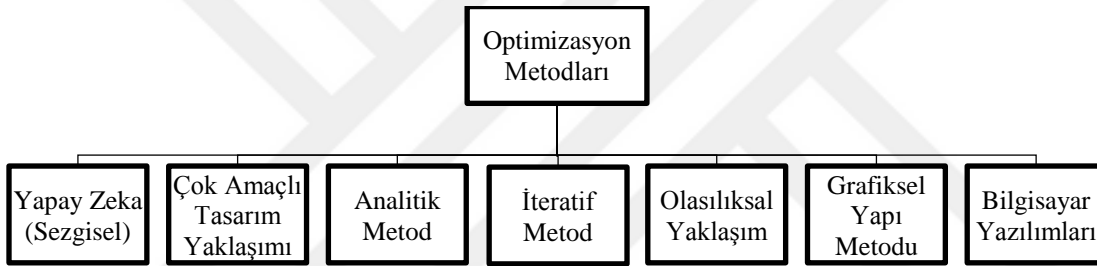 Optimizasyon
Metodları
Yapay Zeka
(Sezgisel)
Çok Amaçlı
Tasarım
Yaklaşımı
Analitik
Metod
İteratif
Metod
Olasılıksal
Yaklaşım
Grafiksel
Yapı
Metodu
Bilgisayar
Yazılımları